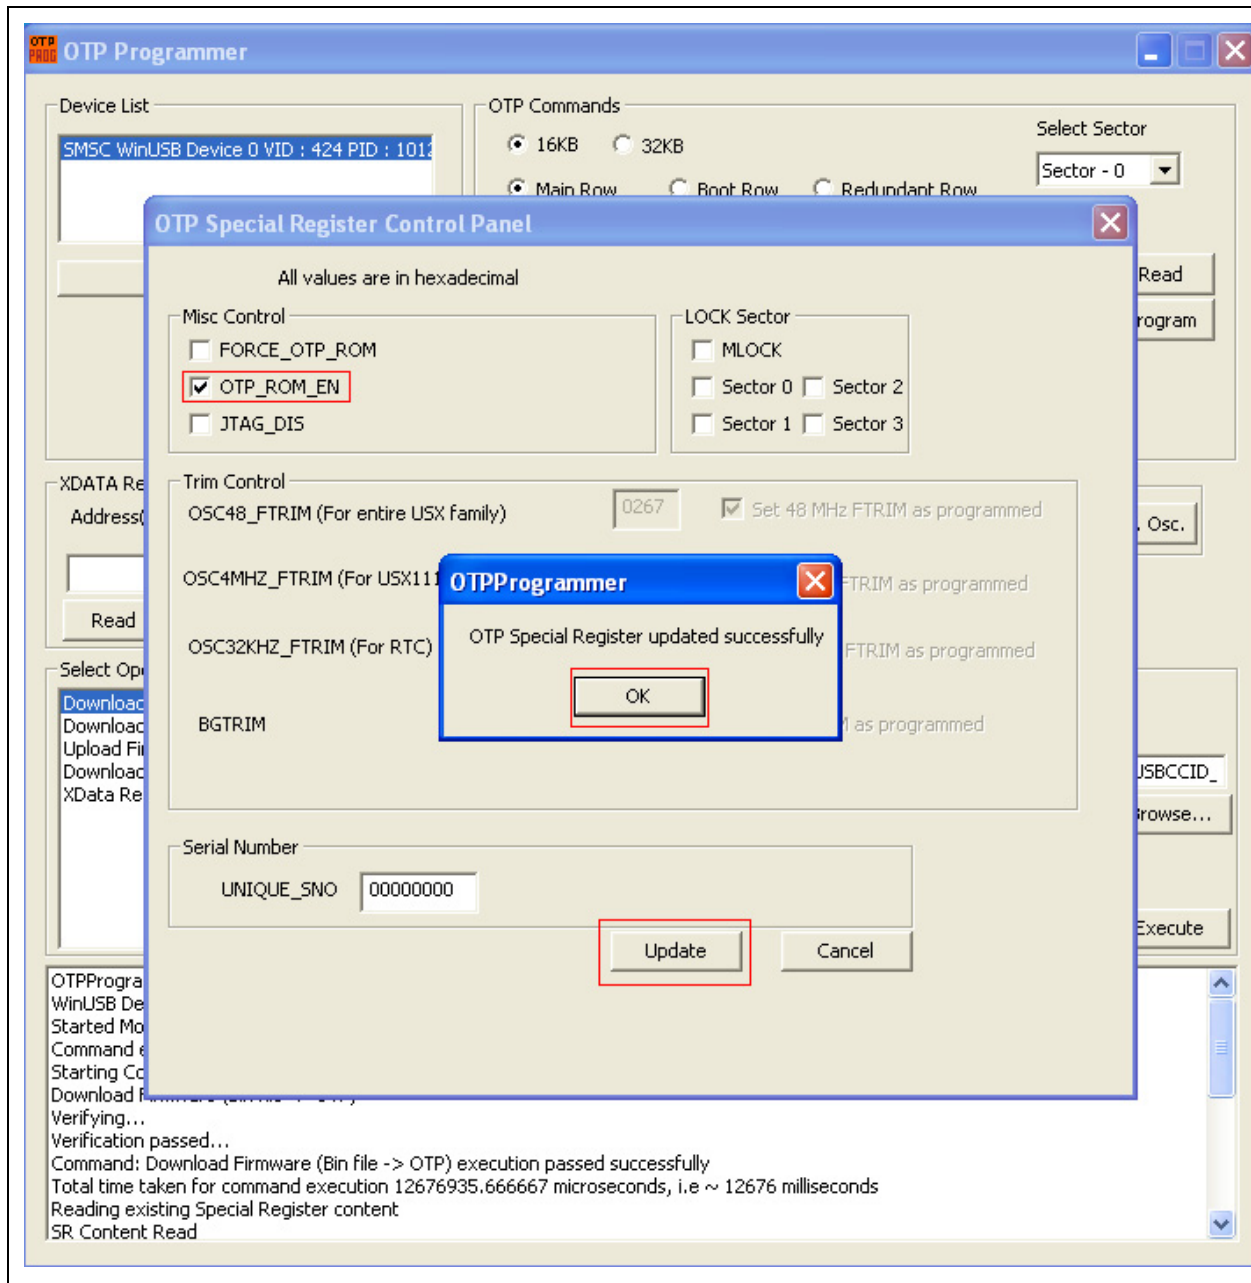 OTP PROG OTP Programmer
Device List
SMSC WinUSB Device 0 VID : 424 PID : 1012
OTP Commands
16KB 32KB
Main Row Boot Row Redundant Row
Select Sector
Sector - 0
Read
rogram
OTP Special Register Control Panel
All values are in hexadecimal
Misc Control
FORCE_OTP_ROM
OTP_ROM_EN
JTAG_DIS
LOCK Sector
MLOCK
Sector 0 Sector 2
Sector 1 Sector 3
XDATA Re
Address(
Read
. Osc.
Trim Control
OSC48_FTRIM (For entire USX family) 0267 Set 48 MHz FTRIM as programmed
OSC4MHZ_FTRIM (For USX111 FTRIM as programmed
OSC32KHZ_FTRIM (For RTC) FTRIM as programmed
BGTRIM as programmed
OTPProgrammer
OTP Special Register updated successfully
OK
Select Op
Download
Download
Upload Fi
Download
XData Re
JSBCCID_
rowse...
Execute
Serial Number
UNIQUE_SNO 00000000
Update Cancel
OTPProgra
WinUSB De
Started Mo
Command e
Starting Co
Download
Verifying...
Verification passed...
Command: Download Firmware (Bin file -> OTP) execution passed successfully
Total time taken for command execution 12676935.666667 microseconds, i.e ~ 12676 milliseconds
Reading existing Special Register content
SR Content Read